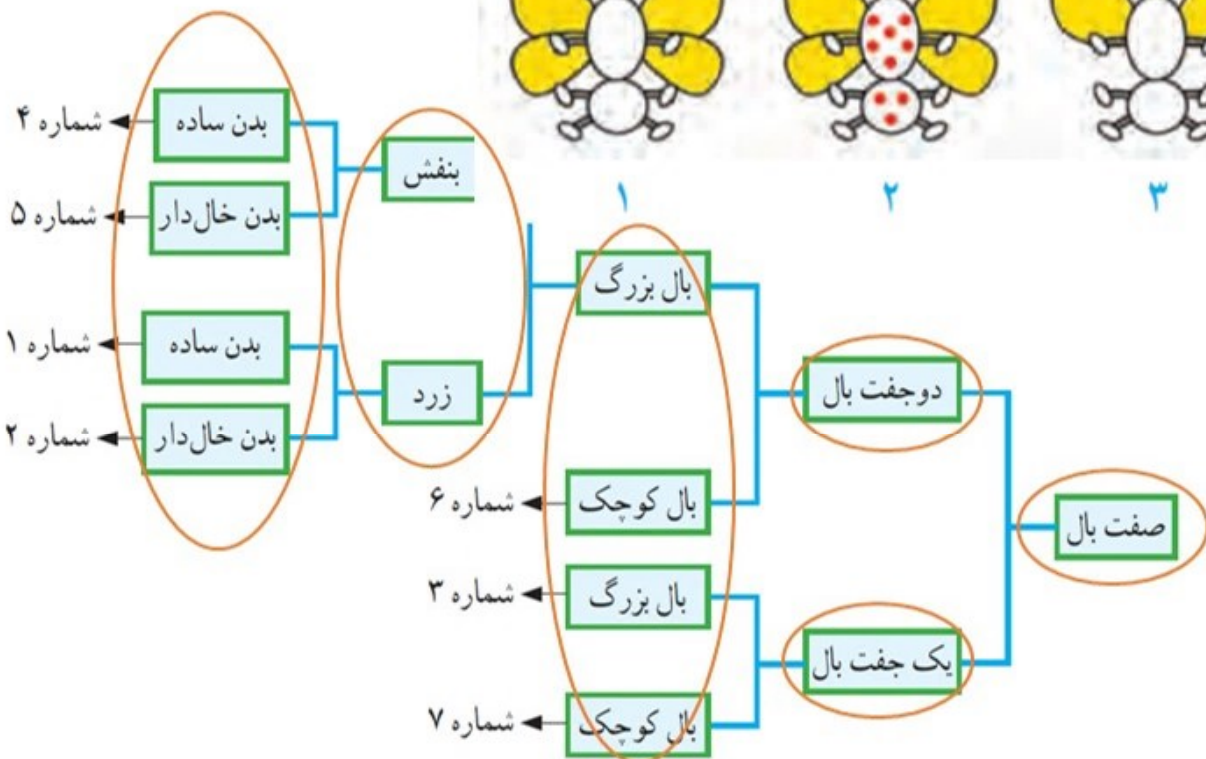 ۱ ۲ ۳
صفت بال
دو جفت بال
یک جفت بال
بال بزرگ
بال کوچک
شماره ۶
بال بزرگ
شماره ۳
بال کوچک
شماره ۷
بنفش
زرد
بدن ساده
شماره ۴
بدن خال‌دار
شماره ۵
بدن ساده
شماره ۱
بدن خال‌دار
شماره ۲